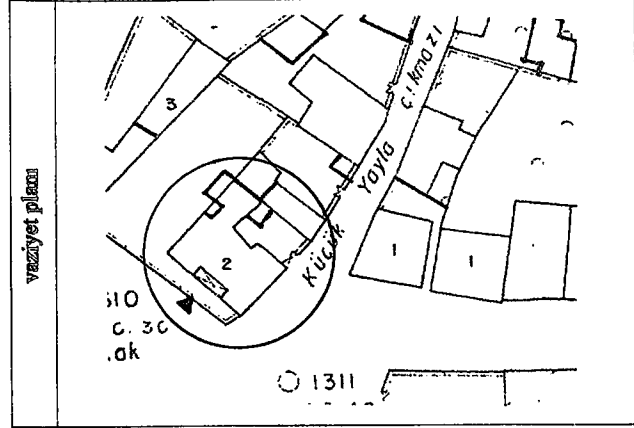 vaziyet planı
3
Küçük Yayla Çıkmazı
2
1
1
510
c. 30
.ak
1311